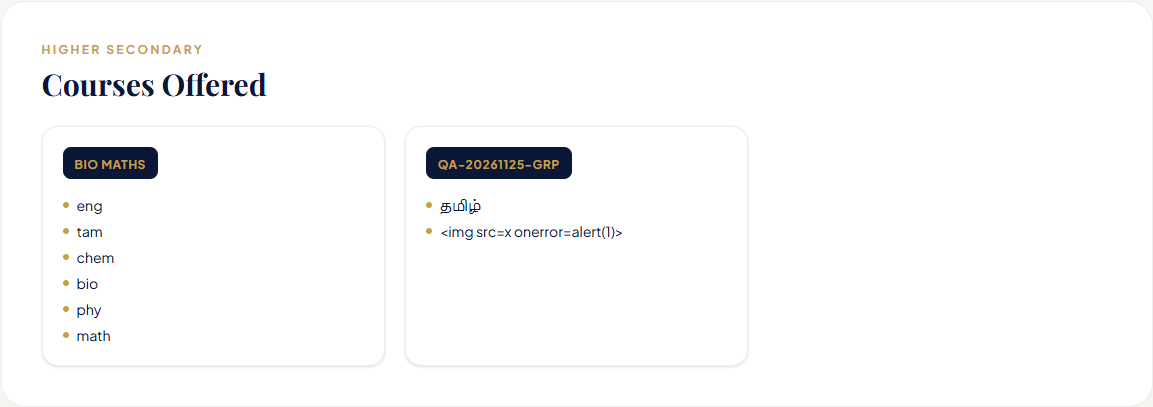 HIGHER SECONDARY
Courses Offered
BIO MATHS
eng
tam
chem
bio
phy
math
QA-20261125-GRP
தமிழ்
<img src=x onerror=alert(1)>